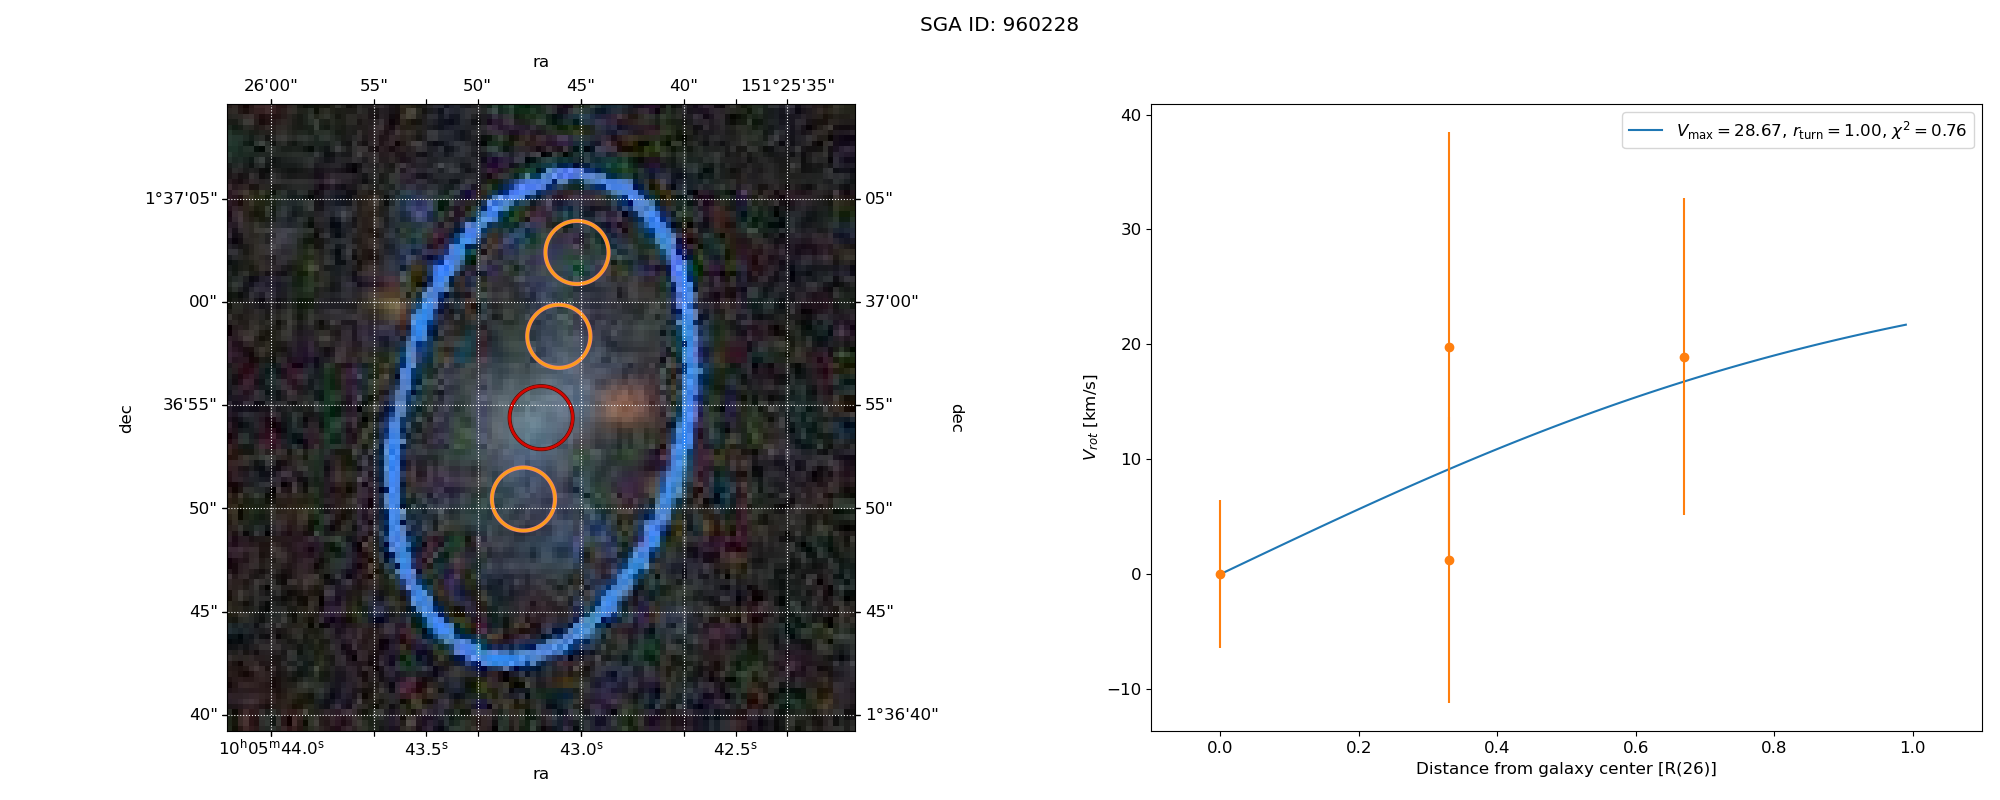 SGA ID: 960228
ra
26'00" 55" 50" 45" 40" 151°25'35"
1°37'05" 05"
00" 37'00"
36'55" 55"
dec dec
50" 50"
45" 45"
40" 1°36'40"
10ʰ05ᵐ44.0ˢ 43.5ˢ 43.0ˢ 42.5ˢ
ra
V_max = 28.67, r_turn = 1.00, χ² = 0.76
40
30
20
10
0
−10
V_rot [km/s]
0.0 0.2 0.4 0.6 0.8 1.0
Distance from galaxy center [R(26)]